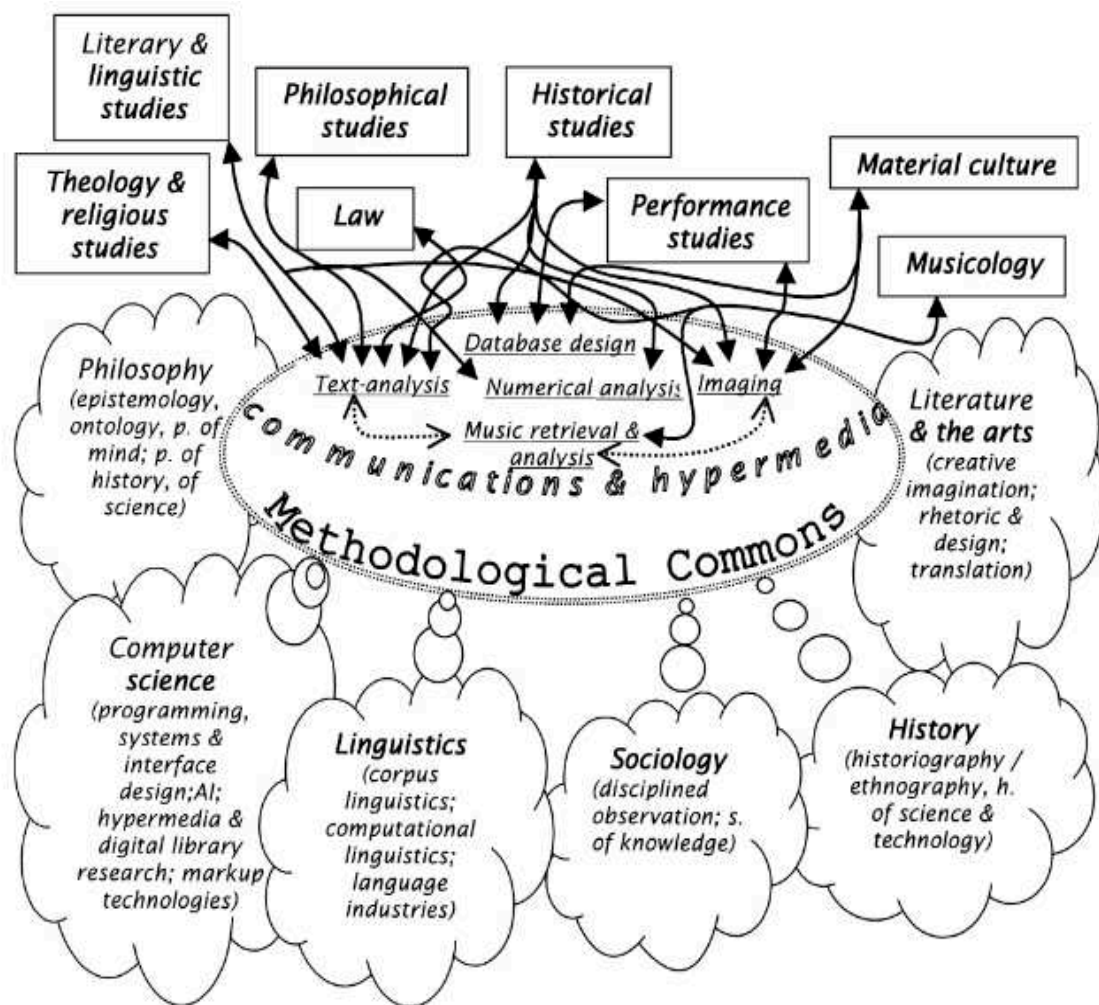 Literary &
linguistic
studies
Philosophical
studies
Historical
studies
Material culture
Theology &
religious
studies
Law
Performance
studies
Musicology
Database design
Text-analysis
Numerical analysis
Imaging
Music retrieval &
analysis
communications & hypermedia
Methodological Commons
Philosophy
(epistemology,
ontology, p. of
mind; p. of
history, of
science)
Literature
& the arts
(creative
imagination;
rhetoric &
design;
translation)
Computer
science
(programming,
systems &
interface
design;AI;
hypermedia &
digital library
research; markup
technologies)
Linguistics
(corpus
linguistics;
computational
linguistics;
language
industries)
Sociology
(disciplined
observation; s.
of knowledge)
History
(historiography /
ethnography, h.
of science &
technology)